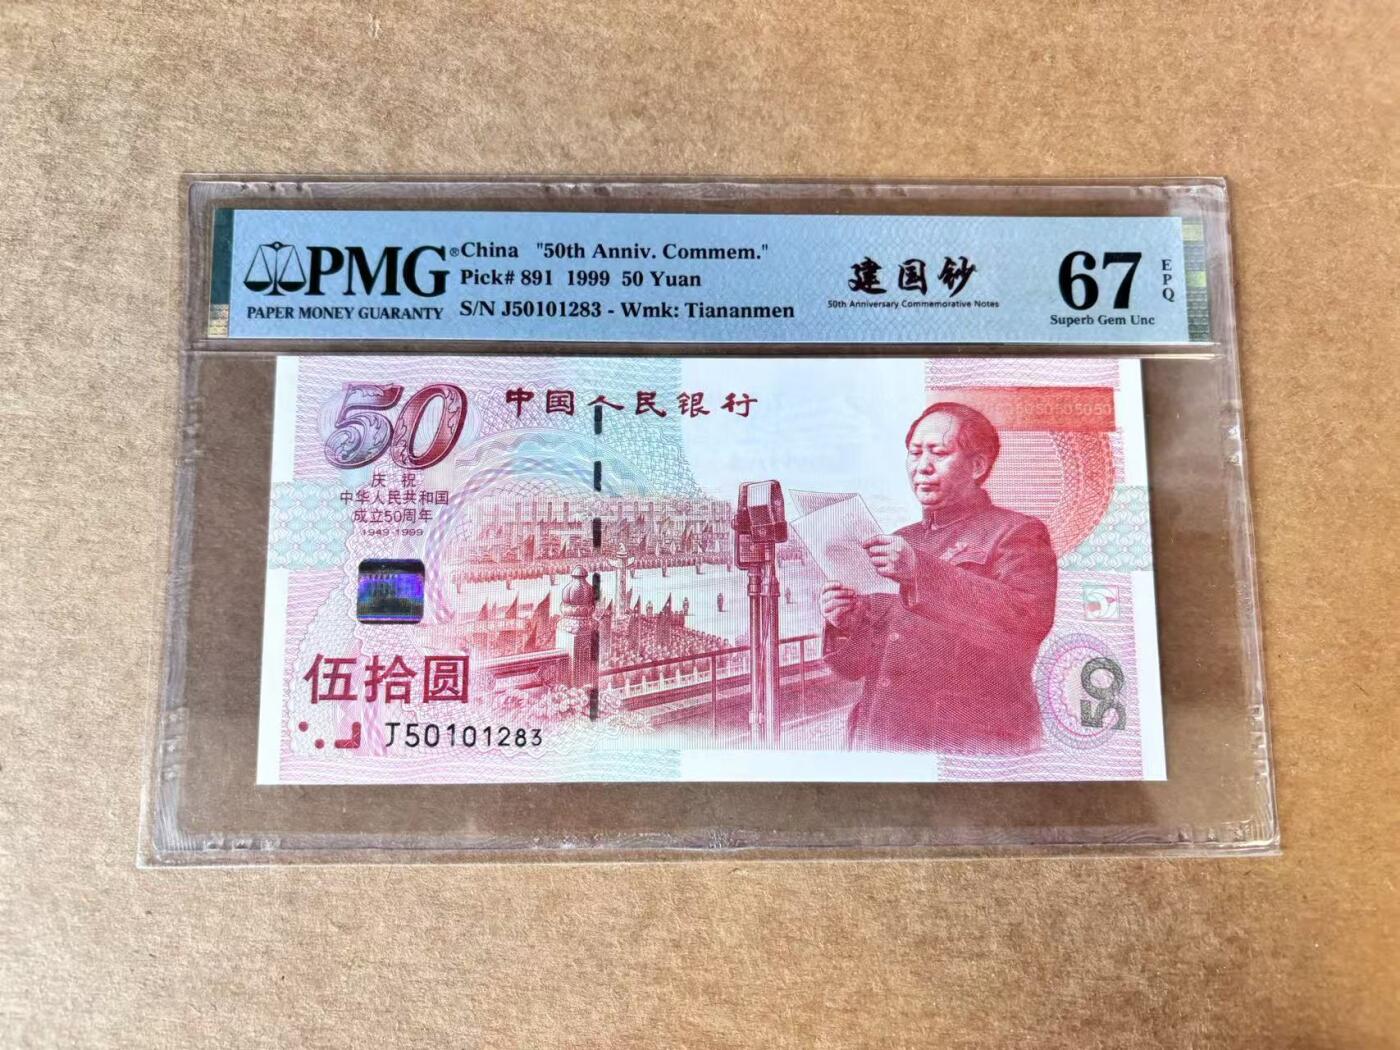 PMG®
PAPER MONEY GUARANTY
China "50th Anniv. Commem."
Pick# 891 1999 50 Yuan
S/N J50101283 - Wmk: Tiananmen
建国钞
50th Anniversary Commemorative Notes
67
EPQ
Superb Gem Unc
50
中国人民银行
5050505050
庆祝
中华人民共和国
成立50周年
1949-1999
伍拾圆
J50101283
50